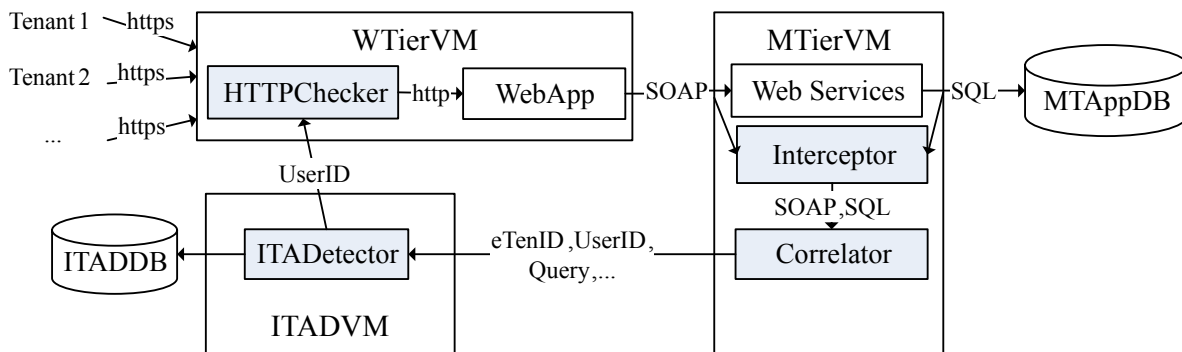 Tenant 1
https
WTierVM
MTierVM
Tenant 2
https
HTTPChecker
http
WebApp
SOAP
Web Services
SQL
MTAppDB
...
https
Interceptor
UserID
SOAP,SQL
ITADDB
ITADetector
eTenID,UserID,
Query,...
Correlator
ITADVM